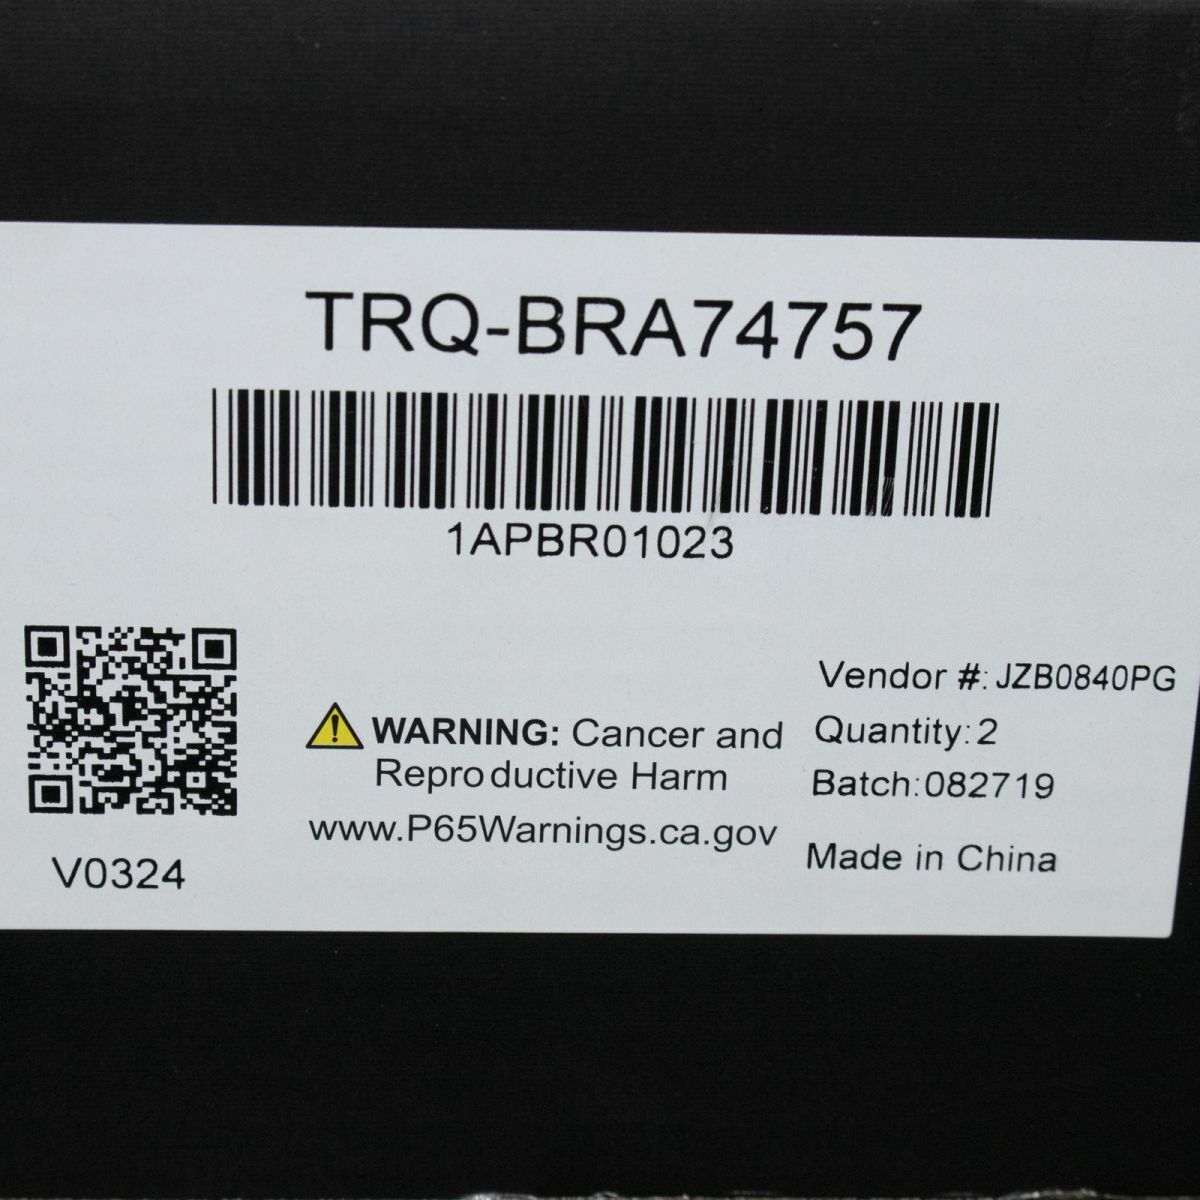 TRQ-BRA74757
1APBR01023
Vendor #: JZB0840PG
Quantity: 2
Batch: 082719
Made in China
WARNING: Cancer and
Reproductive Harm
www.P65Warnings.ca.gov
V0324